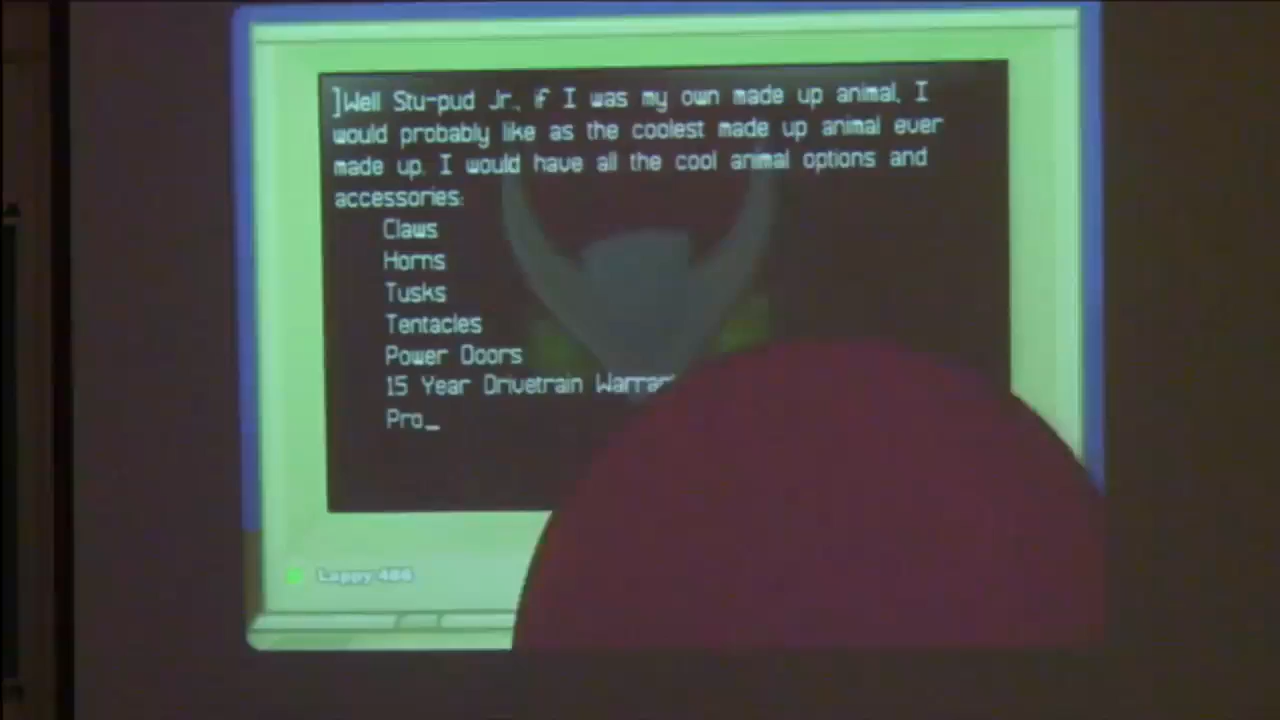 ]Well Stu-pud Jr., if I was my own made up animal, I
would probably like as the coolest made up animal ever
made up. I would have all the cool animal options and
accessories:
Claws
Horns
Tusks
Tentacles
Power Doors
15 Year Drivetrain
Pro_
Lappy 486